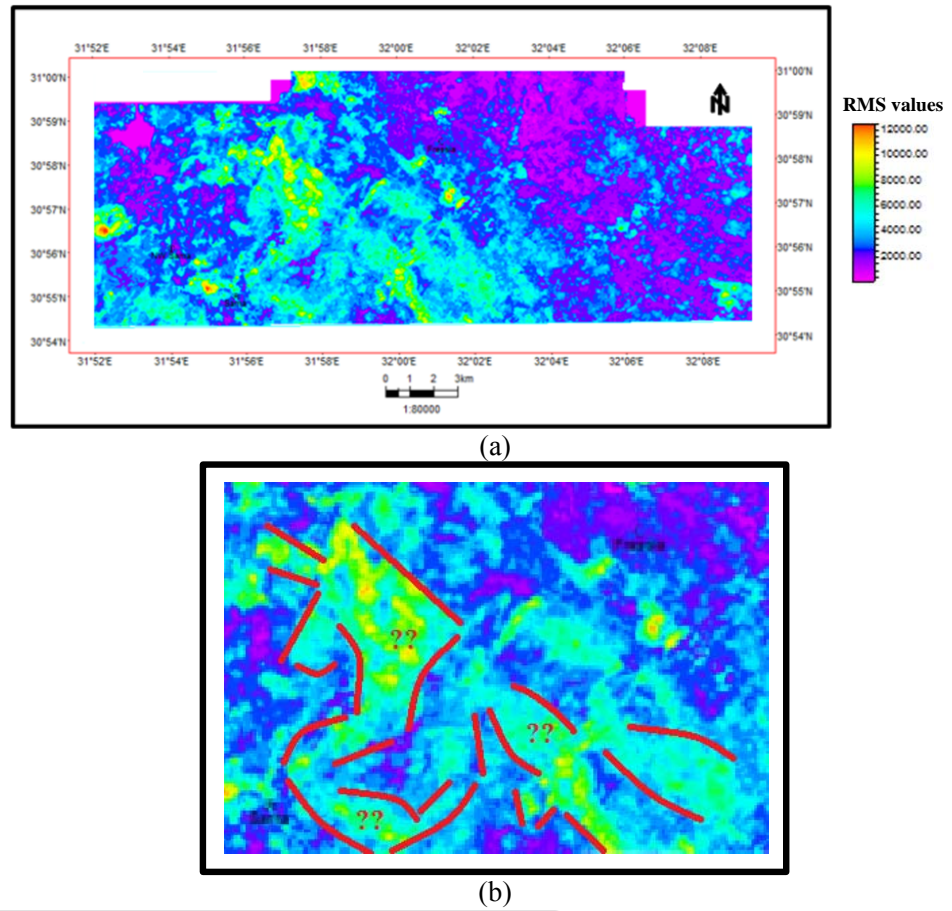 31°52'E 31°54'E 31°56'E 31°58'E 32°00'E 32°02'E 32°04'E 32°06'E 32°08'E
31°00'N 31°00'N
30°59'N 30°59'N
30°58'N 30°58'N
30°57'N 30°57'N
30°56'N 30°56'N
30°55'N 30°55'N
30°54'N 30°54'N
31°52'E 31°54'E 31°56'E 31°58'E 32°00'E 32°02'E 32°04'E 32°06'E 32°08'E
N
RMS values
12000.00
10000.00
8000.00
6000.00
4000.00
2000.00
0 1 2 3km
1:80000
(a)
??
??
??
(b)